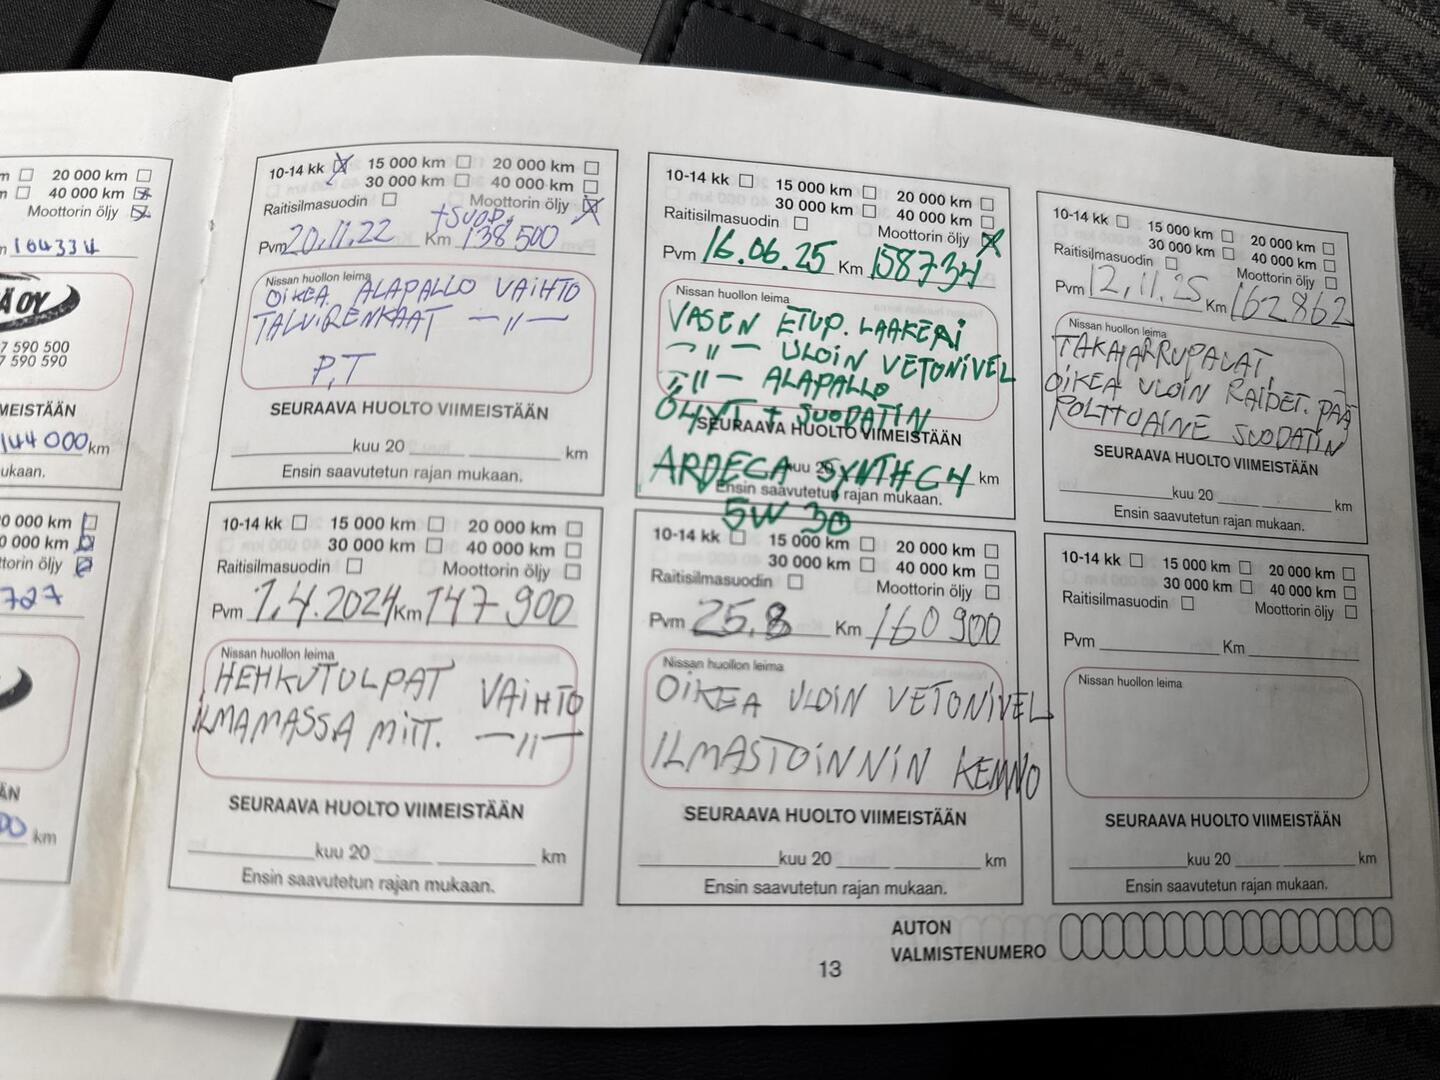 20 000 km
40 000 km
Moottorin öljy
7 590 500
7 590 590
144 000 km
ukaan.
20 000 km
727
km
10-14 kk 15 000 km 20 000 km
30 000 km 40 000 km
Raitisilmasuodin Moottorin öljy
+SUOD.
Pvm 20.11.22 Km 138 500
Nissan huollon leima
OIKEA ALAPALLO VAIHTO
TALVIRENKAAT —〃—
P.T
SEURAAVA HUOLTO VIIMEISTÄÄN
kuu 20 km
Ensin saavutetun rajan mukaan.
10-14 kk 15 000 km 20 000 km
30 000 km 40 000 km
Raitisilmasuodin Moottorin öljy
Pvm 1.4.2024 Km 147 900
Nissan huollon leima
HEHKUTULPAT VAIHTO
ILMAMASSA MITT. —〃—
SEURAAVA HUOLTO VIIMEISTÄÄN
kuu 20 km
Ensin saavutetun rajan mukaan.
10-14 kk 15 000 km 20 000 km
30 000 km 40 000 km
Raitisilmasuodin Moottorin öljy
Pvm 16.06.25 Km 158734
Nissan huollon leima
VASEN ETUP. LAAKERI
—〃— ULOIN VETONIVEL
—〃— ALAPALLO
ÖLJYT + SUODATIN
SEURAAVA HUOLTO VIIMEISTÄÄN
ARDECA SYNTH C4
kuu 20 km
Ensin saavutetun rajan mukaan.
5W 30
10-14 kk 15 000 km 20 000 km
30 000 km 40 000 km
Raitisilmasuodin Moottorin öljy
Pvm 25.8 Km 160 900
Nissan huollon leima
OIKEA ULOIN VETONIVEL
ILMASTOINNIN KENNO
SEURAAVA HUOLTO VIIMEISTÄÄN
kuu 20 km
Ensin saavutetun rajan mukaan.
10-14 kk 15 000 km 20 000 km
30 000 km 40 000 km
Raitisilmasuodin Moottorin öljy
Pvm 12.11.25 Km 162862
Nissan huollon leima
TAKAJARRUPALAT,
OIKEA ULOIN RAIDET. PÄÄ
POLTTOAINE SUODATIN
SEURAAVA HUOLTO VIIMEISTÄÄN
kuu 20 km
Ensin saavutetun rajan mukaan.
10-14 kk 15 000 km 20 000 km
30 000 km 40 000 km
Raitisilmasuodin Moottorin öljy
Pvm Km
Nissan huollon leima
SEURAAVA HUOLTO VIIMEISTÄÄN
kuu 20 km
Ensin saavutetun rajan mukaan.
AUTON
VALMISTENUMERO
13